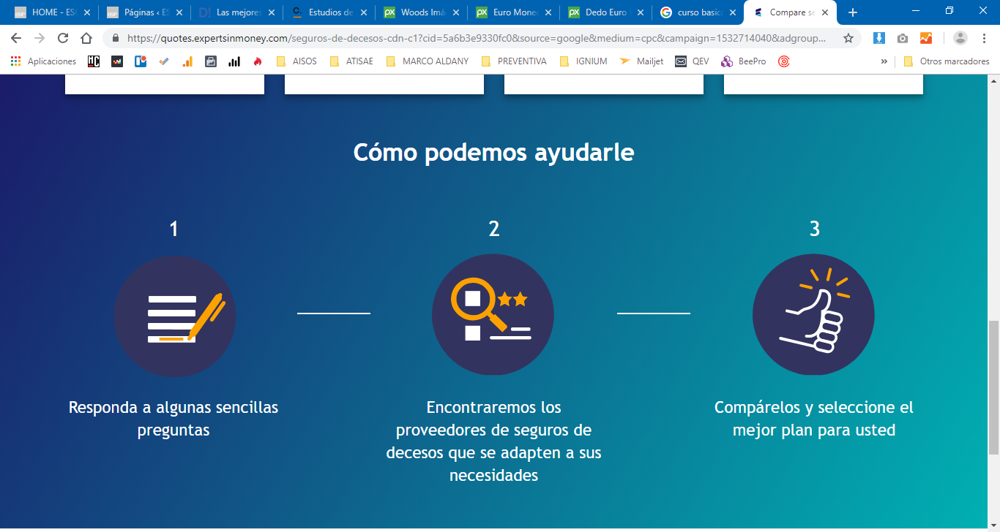 HOME - ESC
Páginas ‹ ES
Las mejores
Estudios de
Woods Imá
Euro Mone
Dedo Euro
curso basic
Compare se
https://quotes.expertsinmoney.com/seguros-de-decesos-cdn-c1?cid=5a6b3e9330fc0&source=google&medium=cpc&campaign=1532714040&adgroup...
Aplicaciones
AISOS
ATISAE
MARCO ALDANY
PREVENTIVA
IGNIUM
Mailjet
QEV
BeePro
»
Otros marcadores
Cómo podemos ayudarle
1
2
3
Responda a algunas sencillas
preguntas
Encontraremos los
proveedores de seguros de
decesos que se adapten a sus
necesidades
Compárelos y seleccione el
mejor plan para usted